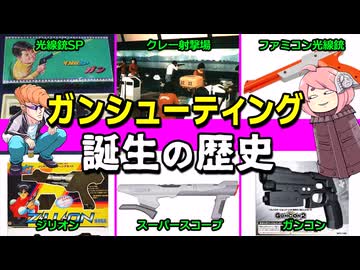 光線銃SP
クレー射撃場
ファミコン光線銃
ガンシューティング
誕生の歴史
ジリオン
スーパースコープ
ガンコン